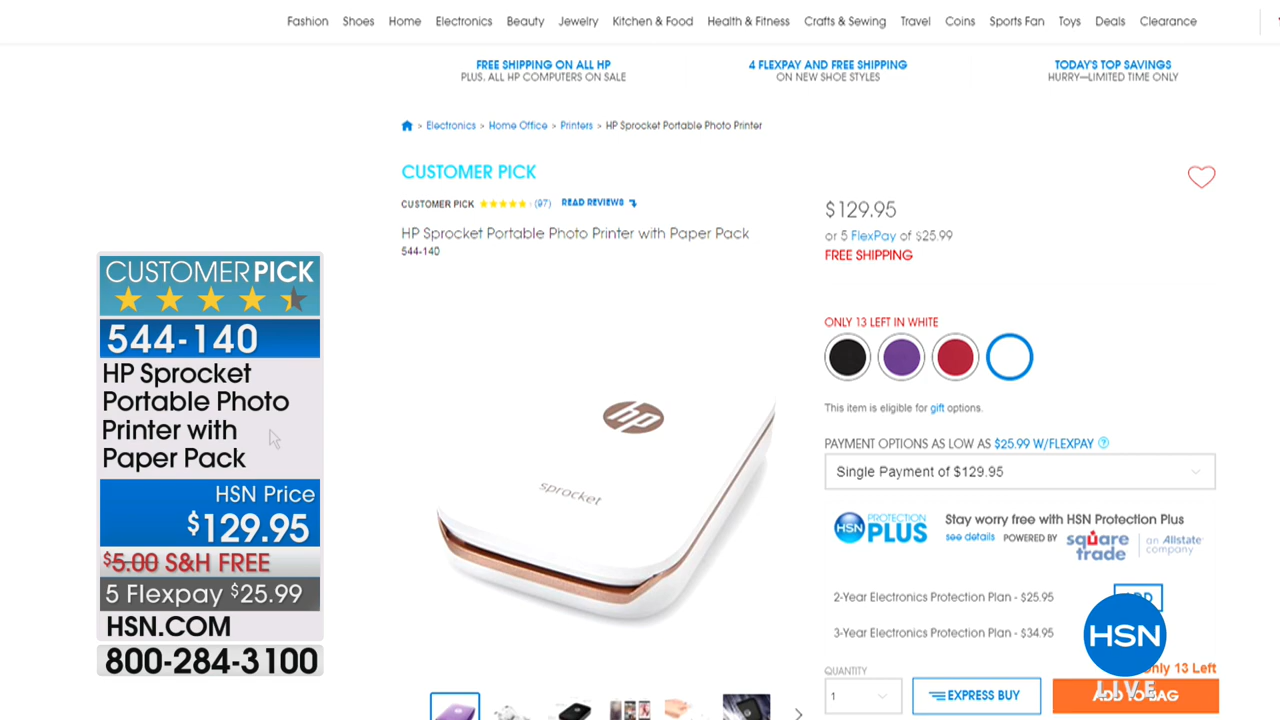 Fashion Shoes Home Electronics Beauty Jewelry Kitchen & Food Health & Fitness Crafts & Sewing Travel Coins Sports Fan Toys Deals Clearance
FREE SHIPPING ON ALL HP
PLUS, ALL HP COMPUTERS ON SALE
4 FLEXPAY AND FREE SHIPPING
ON NEW SHOE STYLES
TODAY'S TOP SAVINGS
HURRY—LIMITED TIME ONLY
> Electronics > Home Office > Printers > HP Sprocket Portable Photo Printer
CUSTOMER PICK
CUSTOMER PICK (97) READ REVIEWS
HP Sprocket Portable Photo Printer with Paper Pack
544-140
$129.95
or 5 FlexPay of $25.99
FREE SHIPPING
ONLY 13 LEFT IN WHITE
This item is eligible for gift options.
PAYMENT OPTIONS AS LOW AS $25.99 W/FLEXPAY ?
Single Payment of $129.95
HSN PROTECTION PLUS
Stay worry free with HSN Protection Plus
see details POWERED BY square trade an Allstate company
2-Year Electronics Protection Plan - $25.95
ADD
3-Year Electronics Protection Plan - $34.95
HSN
LIVE
Only 13 Left
QUANTITY
1
EXPRESS BUY
ADD TO BAG
hp
sprocket
CUSTOMER PICK
544-140
HP Sprocket
Portable Photo
Printer with
Paper Pack
HSN Price
$129.95
$5.00 S&H FREE
5 Flexpay $25.99
HSN.COM
800-284-3100